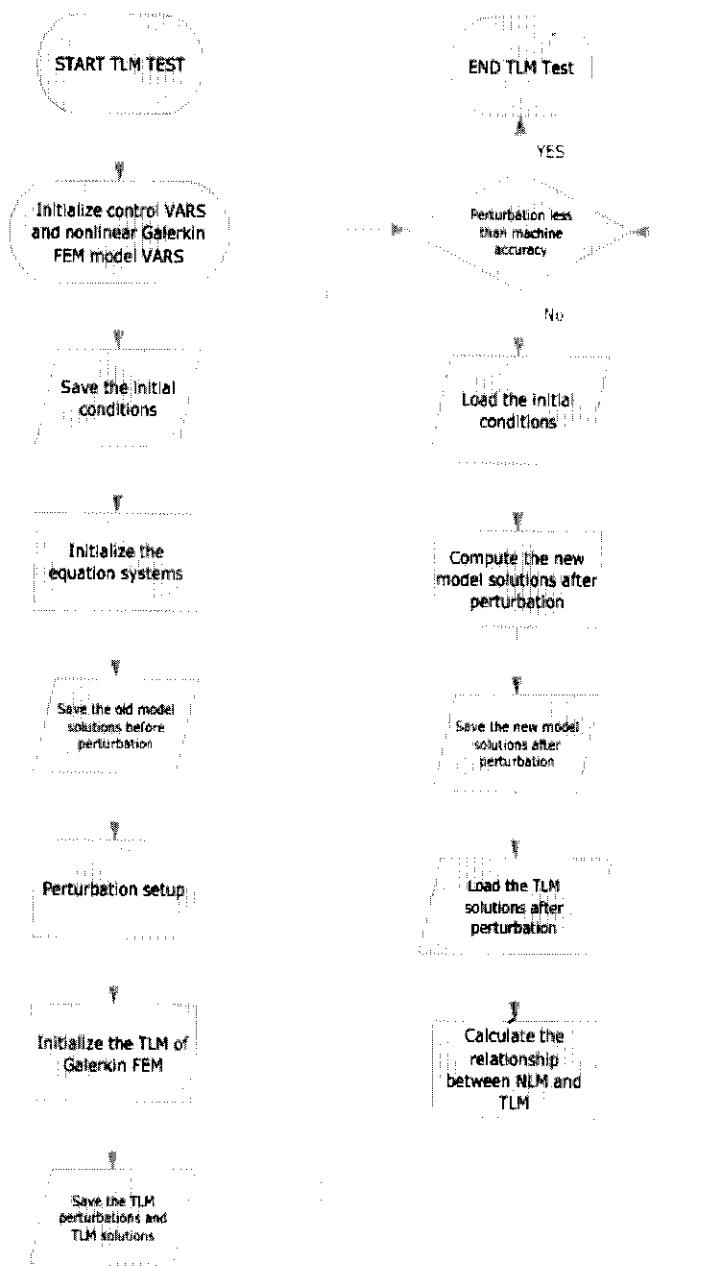 START TLM TEST
Initialize control VARS
and nonlinear Galerkin
FEM model VARS
Save the initial
conditions
Initialize the
equation systems
Save the old model
solutions before
perturbation
Perturbation setup
Initialize the TLM of
Galerkin FEM
Save the TLM
perturbations and
TLM solutions
END TLM Test
YES
Perturbation less
than machine
accuracy
No
Load the initial
conditions
Compute the new
model solutions after
perturbation
Save the new model
solutions after
perturbation
Load the TLM
solutions after
perturbation
Calculate the
relationship
between NLM and
TLM